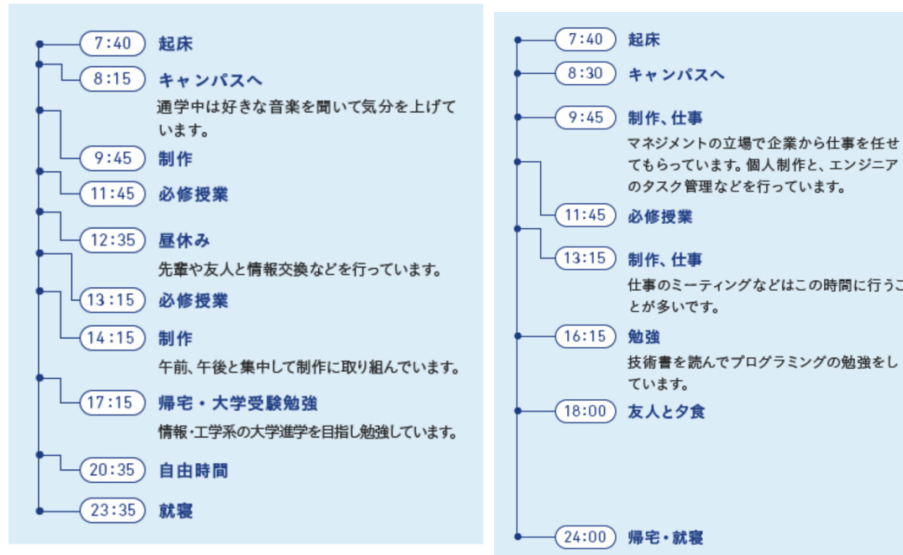 7:40 起床
8:15 キャンパスへ
通学中は好きな音楽を聞いて気分を上げて
います。
9:45 制作
11:45 必修授業
12:35 昼休み
先輩や友人と情報交換などを行っています。
13:15 必修授業
14:15 制作
午前、午後と集中して制作に取り組んでいます。
17:15 帰宅・大学受験勉強
情報・工学系の大学進学を目指し勉強しています。
20:35 自由時間
23:35 就寝
7:40 起床
8:30 キャンパスへ
9:45 制作、仕事
マネジメントの立場で企業から仕事を任せ
てもらっています。個人制作と、エンジニア
のタスク管理などを行っています。
11:45 必修授業
13:15 制作、仕事
仕事のミーティングなどはこの時間に行うこ
とが多いです。
16:15 勉強
技術書を読んでプログラミングの勉強をし
ています。
18:00 友人と夕食
24:00 帰宅・就寝